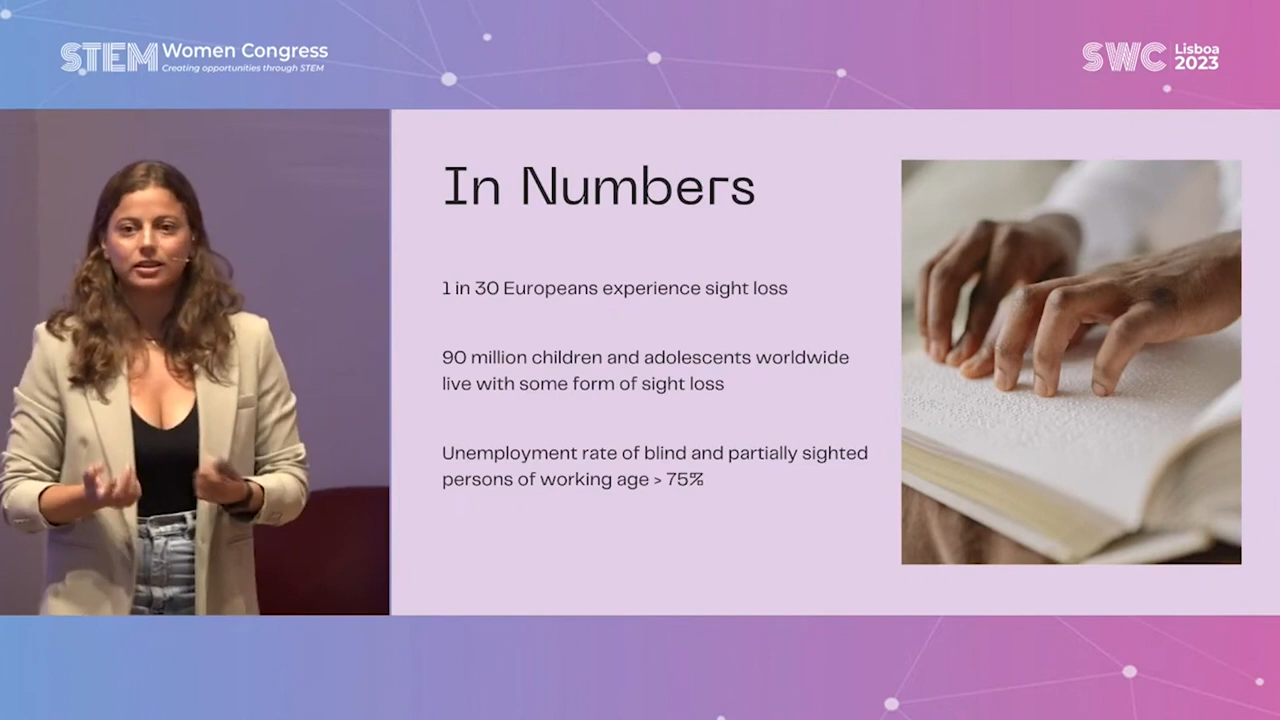 STEM Women Congress
Creating opportunities through STEM
SWC Lisboa
2023
In Numbers
1 in 30 Europeans experience sight loss
90 million children and adolescents worldwide
live with some form of sight loss
Unemployment rate of blind and partially sighted
persons of working age > 75%